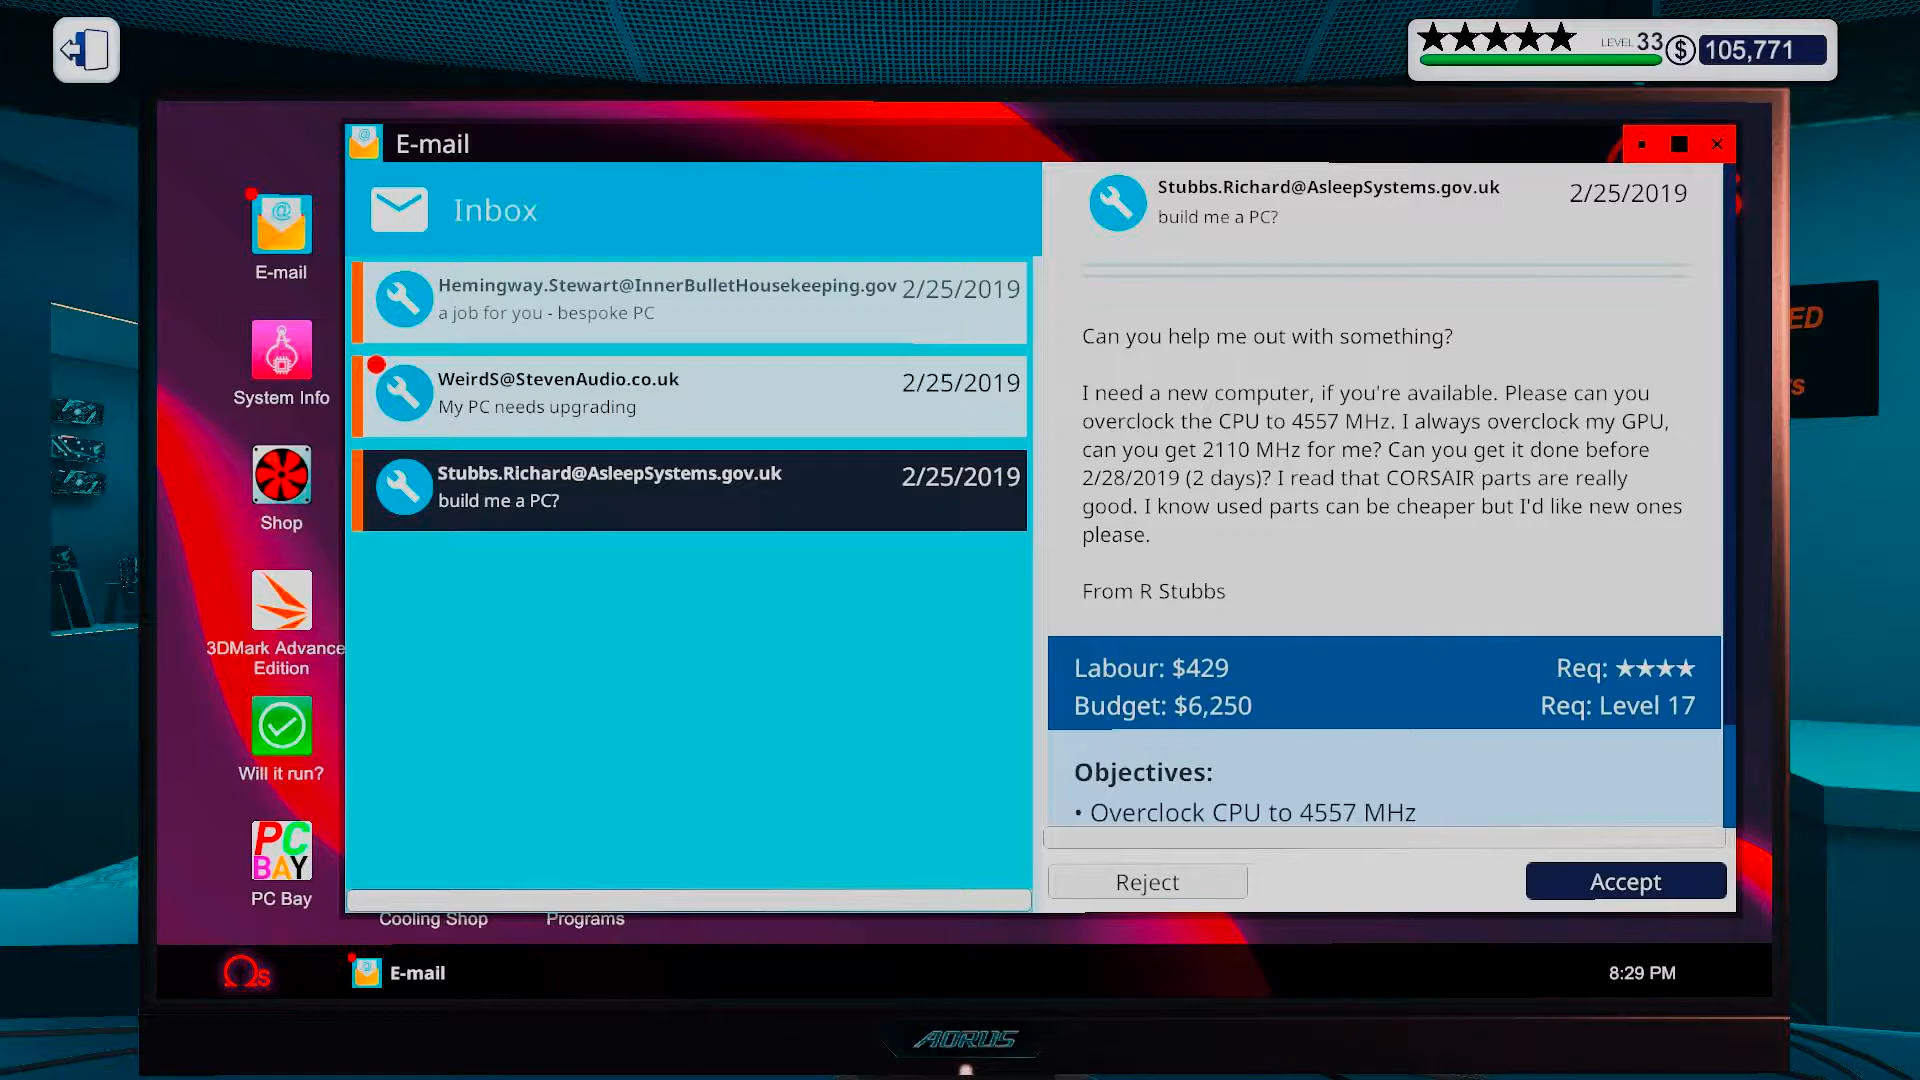 LEVEL 33
$ 105,771
E-mail
Inbox
Hemingway.Stewart@InnerBulletHousekeeping.gov 2/25/2019
a job for you - bespoke PC
WeirdS@StevenAudio.co.uk 2/25/2019
My PC needs upgrading
Stubbs.Richard@AsleepSystems.gov.uk 2/25/2019
build me a PC?
Stubbs.Richard@AsleepSystems.gov.uk 2/25/2019
build me a PC?
Can you help me out with something?
I need a new computer, if you're available. Please can you
overclock the CPU to 4557 MHz. I always overclock my GPU,
can you get 2110 MHz for me? Can you get it done before
2/28/2019 (2 days)? I read that CORSAIR parts are really
good. I know used parts can be cheaper but I'd like new ones
please.
From R Stubbs
Labour: $429 Req: ★★★★
Budget: $6,250 Req: Level 17
Objectives:
• Overclock CPU to 4557 MHz
Reject Accept
E-mail
System Info
Shop
3DMark Advance
Edition
Will it run?
PC
BAY
PC Bay
Cooling Shop Programs
Ωs E-mail 8:29 PM
AORUS
ED